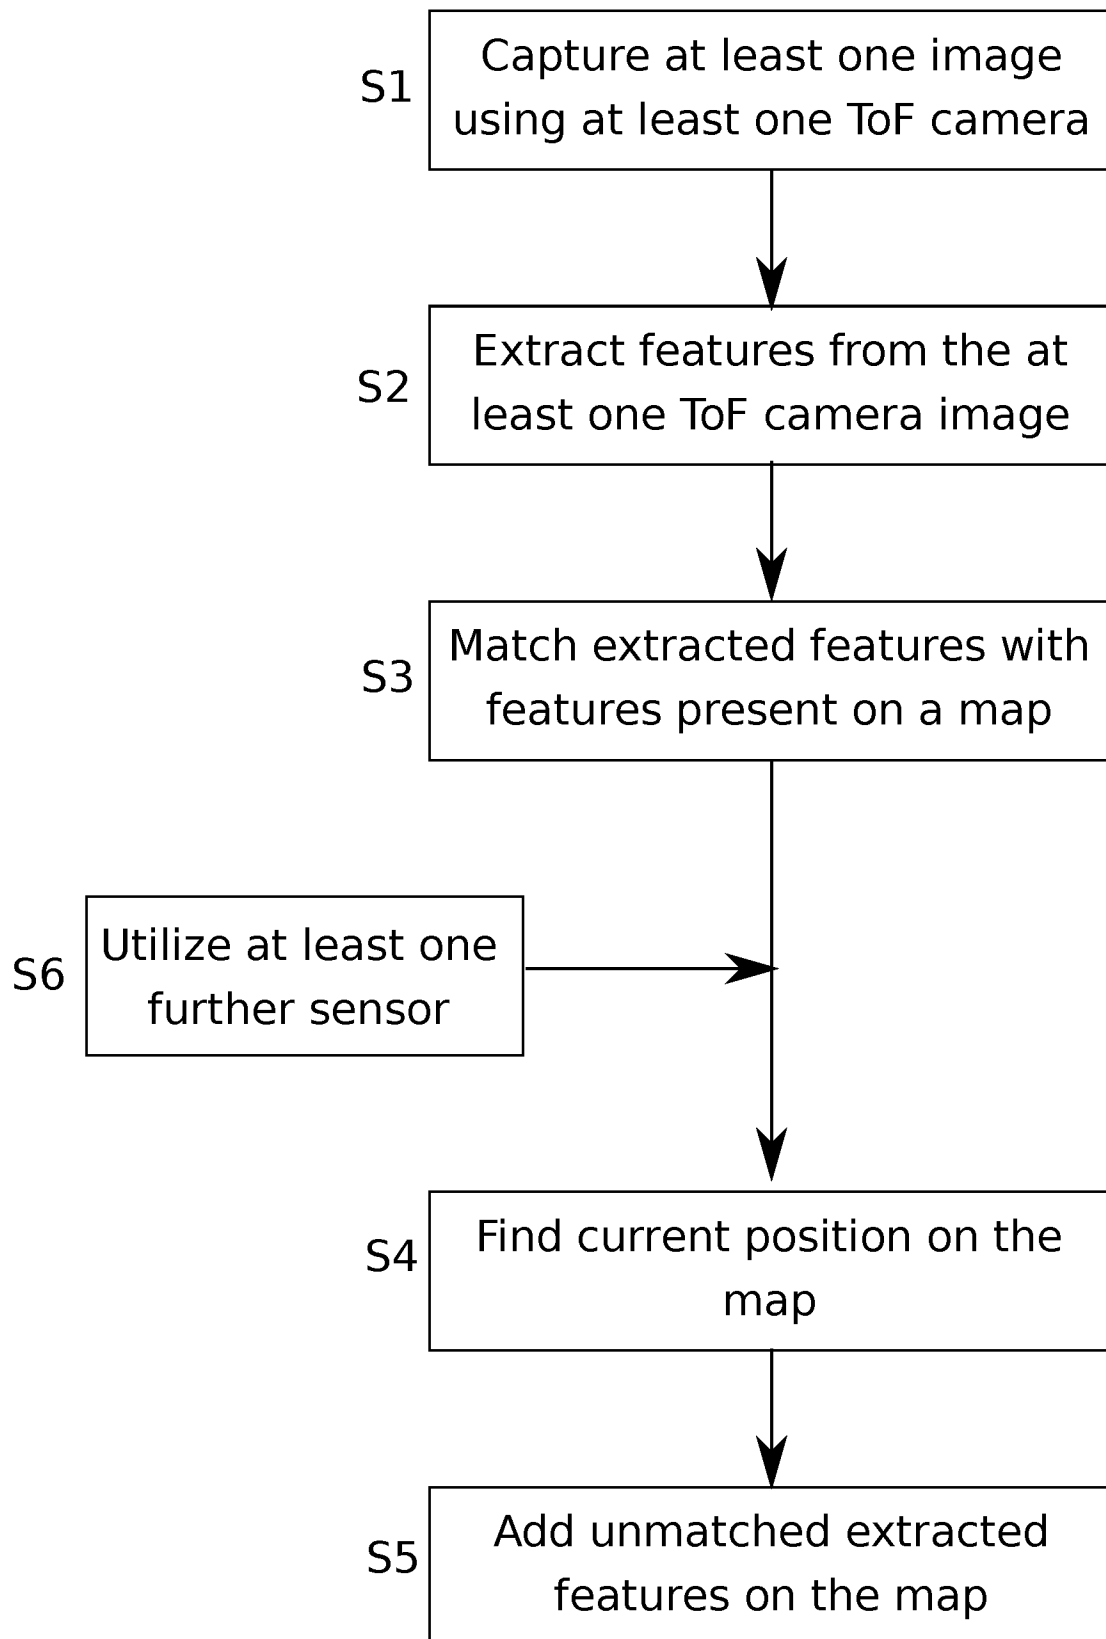 S1
Capture at least one image
using at least one ToF camera
S2
Extract features from the at
least one ToF camera image
S3
Match extracted features with
features present on a map
S6
Utilize at least one
further sensor
S4
Find current position on the
map
S5
Add unmatched extracted
features on the map